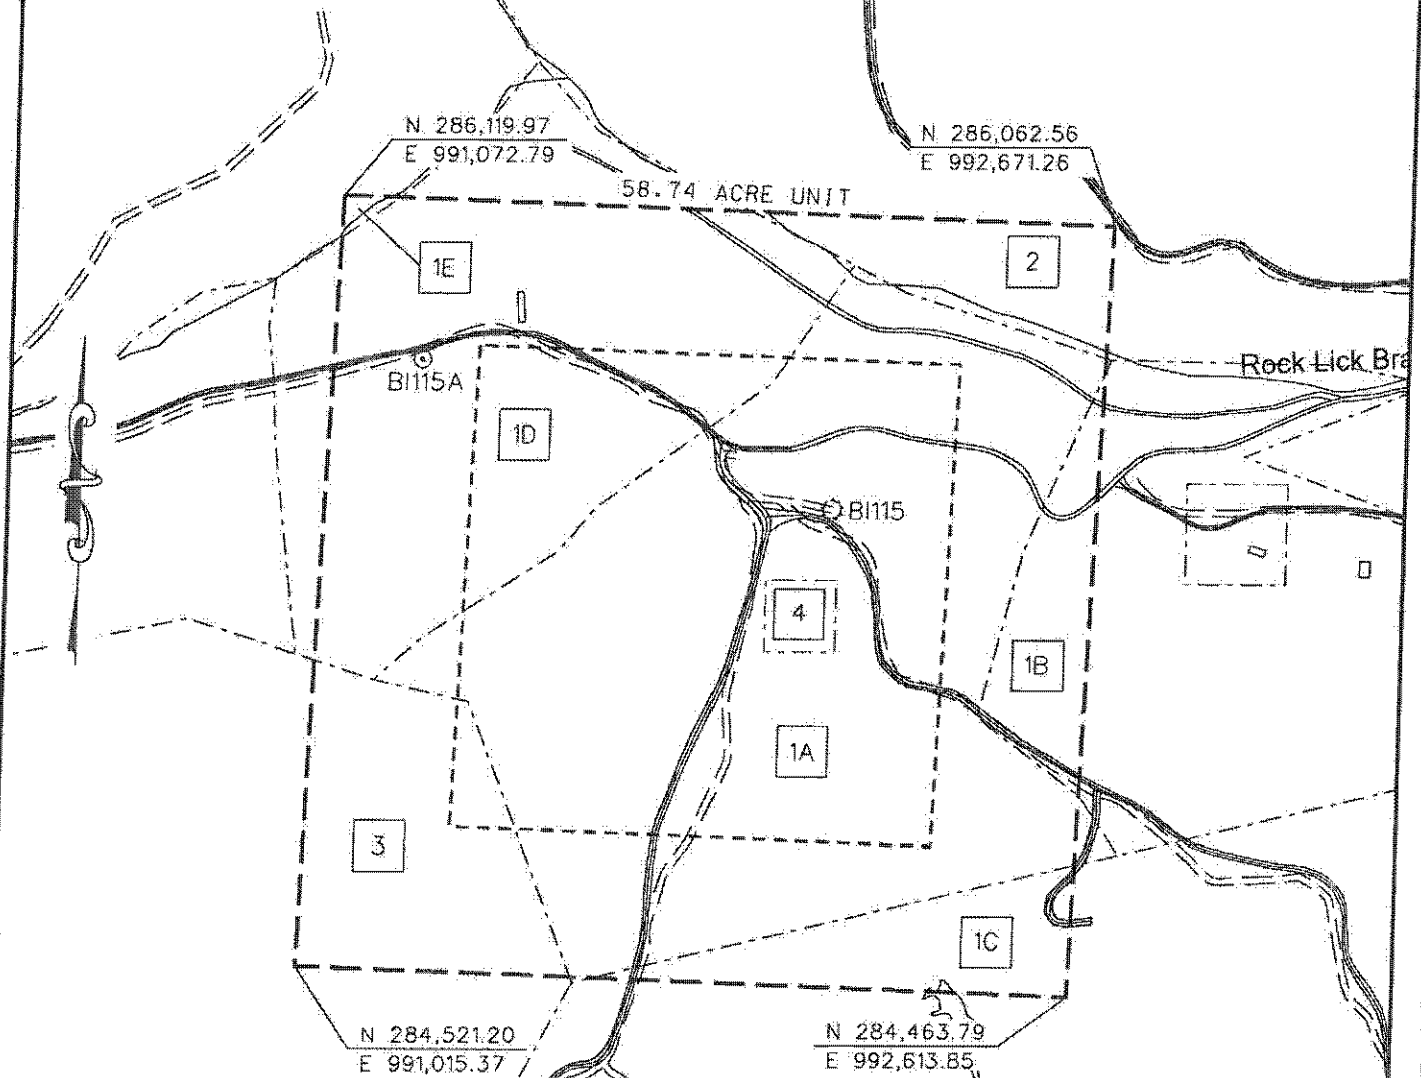 N 286,119.97
E 991,072.79
N 286,062.56
E 992,671.26
58.74 ACRE UNIT
1E
2
Rock Lick Bra
BI115A
1D
BI115
4
1B
1A
3
1C
N 284,521.20
E 991,015.37
N 284,463.79
E 992,613.85